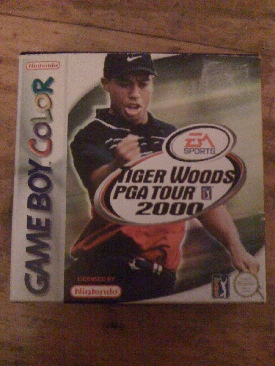 Nintendo
GAME BOY COLOR
EA
SPORTS
TIGER WOODS
PGA TOUR
2000
LICENSED BY
Nintendo